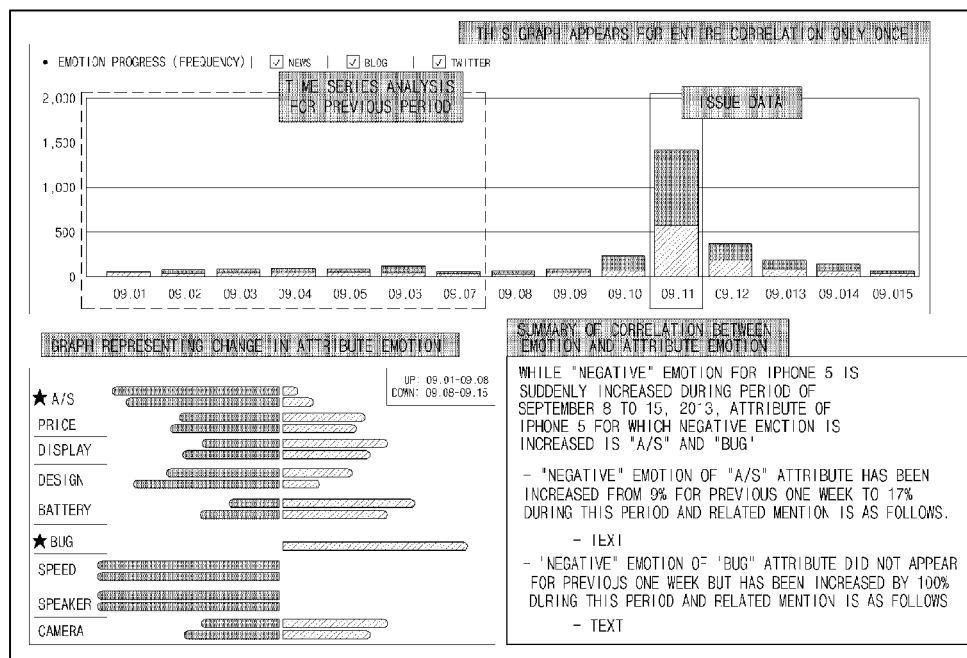 THIS GRAPH APPEARS FOR ENTIRE CORRELATION ONLY ONCE
• EMOTION PROGRESS (FREQUENCY) | ☑ NEWS | ☑ BLOG | ☑ TWITTER
TIME SERIES ANALYSIS
FOR PREVIOUS PERIOD
ISSUE DATA
2,000
1,500
1,000
500
0
09.01 09.02 09.03 09.04 09.05 09.06 09.07 09.08 09.09 09.10 09.11 09.12 09.013 09.014 09.015
GRAPH REPRESENTING CHANGE IN ATTRIBUTE EMOTION
UP: 09.01-09.08
DOWN: 09.08-09.15
★ A/S
PRICE
DISPLAY
DESIGN
BATTERY
★ BUG
SPEED
SPEAKER
CAMERA
SUMMARY OF CORRELATION BETWEEN
EMOTION AND ATTRIBUTE EMOTION
WHILE "NEGATIVE" EMOTION FOR IPHONE 5 IS
SUDDENLY INCREASED DURING PERIOD OF
SEPTEMBER 8 TO 15, 2013, ATTRIBUTE OF
IPHONE 5 FOR WHICH NEGATIVE EMOTION IS
INCREASED IS "A/S" AND "BUG"
- "NEGATIVE" EMOTION OF "A/S" ATTRIBUTE HAS BEEN
INCREASED FROM 9% FOR PREVIOUS ONE WEEK TO 17%
DURING THIS PERIOD AND RELATED MENTION IS AS FOLLOWS.
- TEXT
- "NEGATIVE" EMOTION OF "BUG" ATTRIBUTE DID NOT APPEAR
FOR PREVIOUS ONE WEEK BUT HAS BEEN INCREASED BY 100%
DURING THIS PERIOD AND RELATED MENTION IS AS FOLLOWS
- TEXT